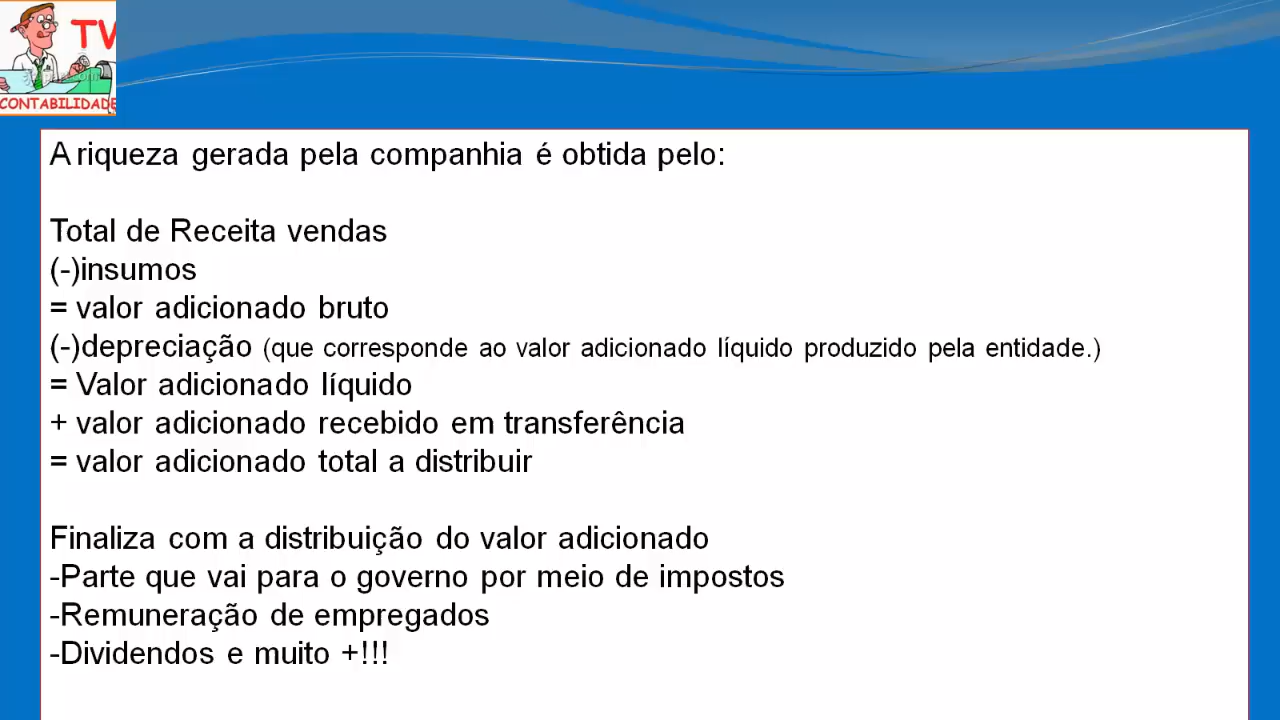 TV
CONTABILIDADE
A riqueza gerada pela companhia é obtida pelo:
Total de Receita vendas
(-)insumos
= valor adicionado bruto
(-)depreciação (que corresponde ao valor adicionado líquido produzido pela entidade.)
= Valor adicionado líquido
+ valor adicionado recebido em transferência
= valor adicionado total a distribuir
Finaliza com a distribuição do valor adicionado
-Parte que vai para o governo por meio de impostos
-Remuneração de empregados
-Dividendos e muito +!!!